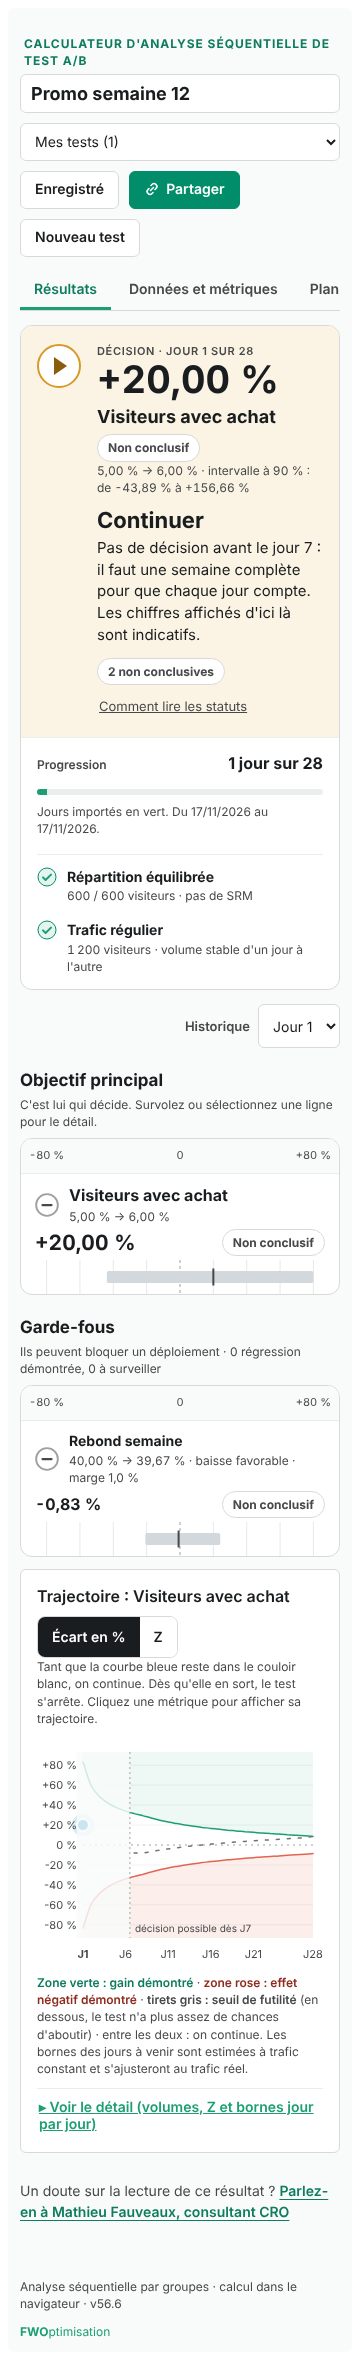 CALCULATEUR D'ANALYSE SÉQUENTIELLE DE
TEST A/B
Promo semaine 12
Mes tests (1)
Enregistré
Partager
Nouveau test
Résultats
Données et métriques
Plan
DÉCISION · JOUR 1 SUR 28
+20,00 %
Visiteurs avec achat
Non conclusif
5,00 % → 6,00 % · intervalle à 90 % :
de -43,89 % à +156,66 %
Continuer
Pas de décision avant le jour 7 :
il faut une semaine complète
pour que chaque jour compte.
Les chiffres affichés d'ici là
sont indicatifs.
2 non conclusives
Comment lire les statuts
Progression
1 jour sur 28
Jours importés en vert. Du 17/11/2026 au
17/11/2026.
Répartition équilibrée
600 / 600 visiteurs · pas de SRM
Trafic régulier
1 200 visiteurs · volume stable d'un jour à
l'autre
Historique
Jour 1
Objectif principal
C'est lui qui décide. Survolez ou sélectionnez une ligne
pour le détail.
-80 %
0
+80 %
Visiteurs avec achat
5,00 % → 6,00 %
+20,00 %
Non conclusif
Garde-fous
Ils peuvent bloquer un déploiement · 0 régression
démontrée, 0 à surveiller
-80 %
0
+80 %
Rebond semaine
40,00 % → 39,67 % · baisse favorable ·
marge 1,0 %
-0,83 %
Non conclusif
Trajectoire : Visiteurs avec achat
Écart en %
Z
Tant que la courbe bleue reste dans le couloir
blanc, on continue. Dès qu'elle en sort, le test
s'arrête. Cliquez une métrique pour afficher sa
trajectoire.
+80 %
+60 %
+40 %
+20 %
0 %
-20 %
-40 %
-60 %
-80 %
décision possible dès J7
J1
J6
J11
J16
J21
J28
Zone verte : gain démontré · zone rose : effet
négatif démontré · tirets gris : seuil de futilité (en
dessous, le test n'a plus assez de chances
d'aboutir) · entre les deux : on continue. Les
bornes des jours à venir sont estimées à trafic
constant et s'ajusteront au trafic réel.
▸ Voir le détail (volumes, Z et bornes jour
par jour)
Un doute sur la lecture de ce résultat ? Parlez-
en à Mathieu Fauveaux, consultant CRO
Analyse séquentielle par groupes · calcul dans le
navigateur · v56.6
FWOptimisation